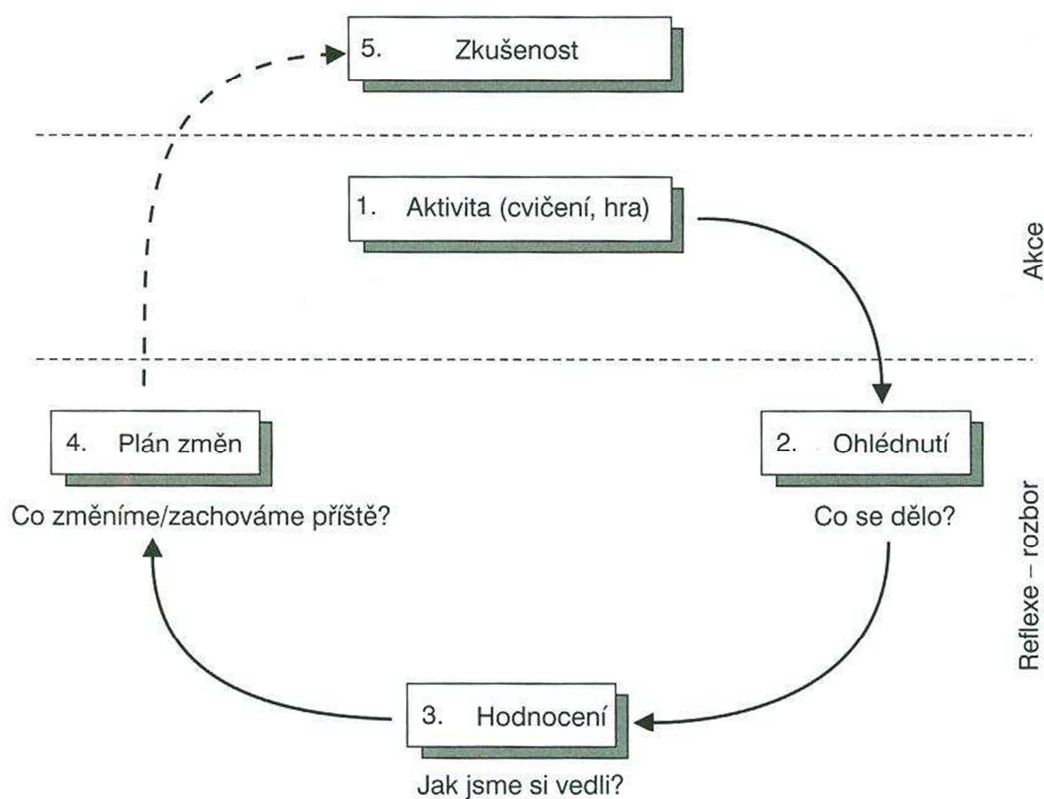 5. Zkušenost
1. Aktivita (cvičení, hra)
Akce
4. Plán změn
2. Ohlédnutí
Co změníme/zachováme příště?
Co se dělo?
Reflexe – rozbor
3. Hodnocení
Jak jsme si vedli?